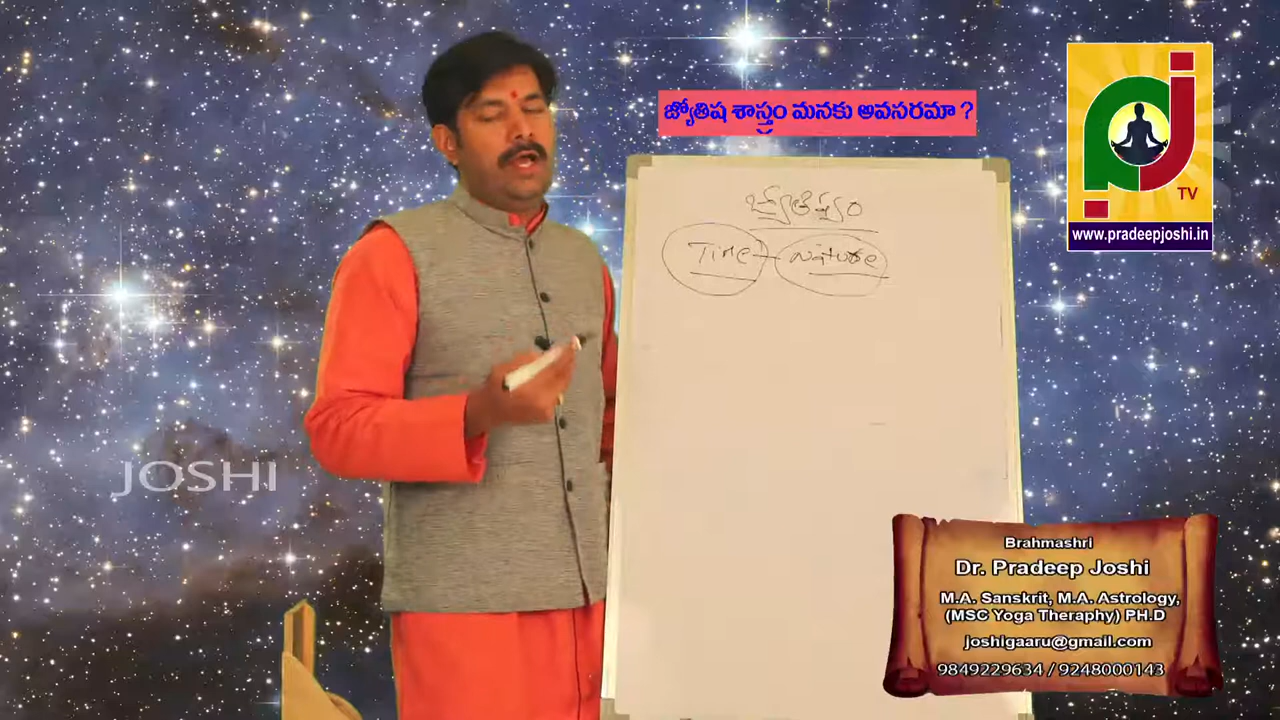 జ్యోతిష శాస్త్రం మనకు అవసరమా ?
PJ
TV
www.pradeepjoshi.in
జ్యోతిష్యం
Time Nature
JOSHI
Brahmashri
Dr. Pradeep Joshi
M.A. Sanskrit, M.A. Astrology,
(MSC Yoga Theraphy) PH.D
joshigaaru@gmail.com
9849229634 / 9248000143